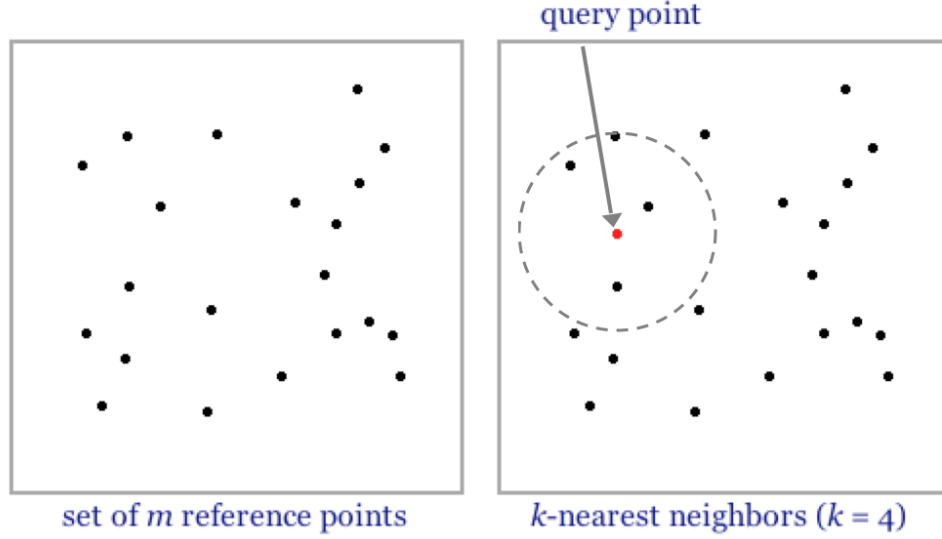 query point
set of m reference points
k-nearest neighbors (k = 4)